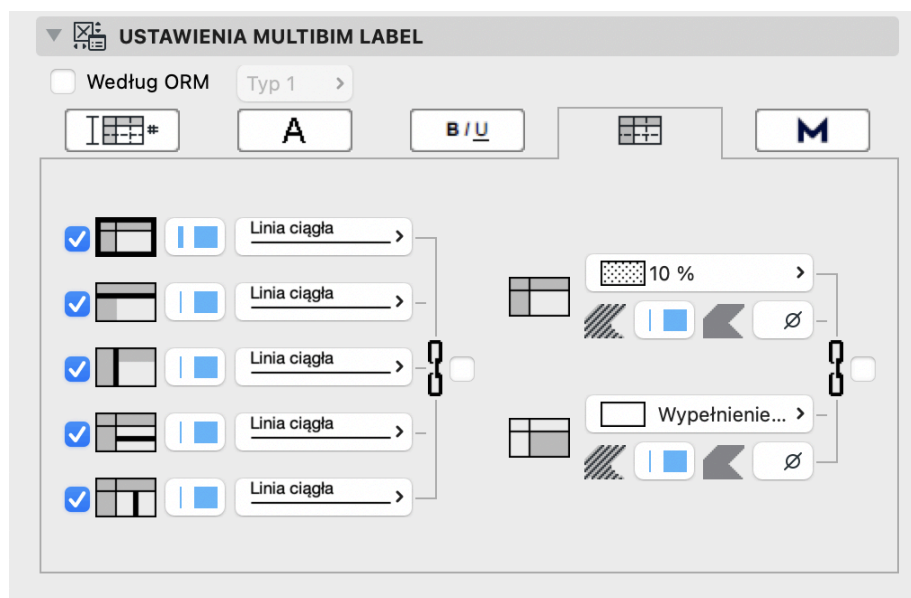 USTAWIENIA MULTIBIM LABEL
Według ORM Typ 1
# A B / U M
Linia ciągła
Linia ciągła
Linia ciągła
Linia ciągła
Linia ciągła
10 %
Ø
Wypełnienie...
Ø